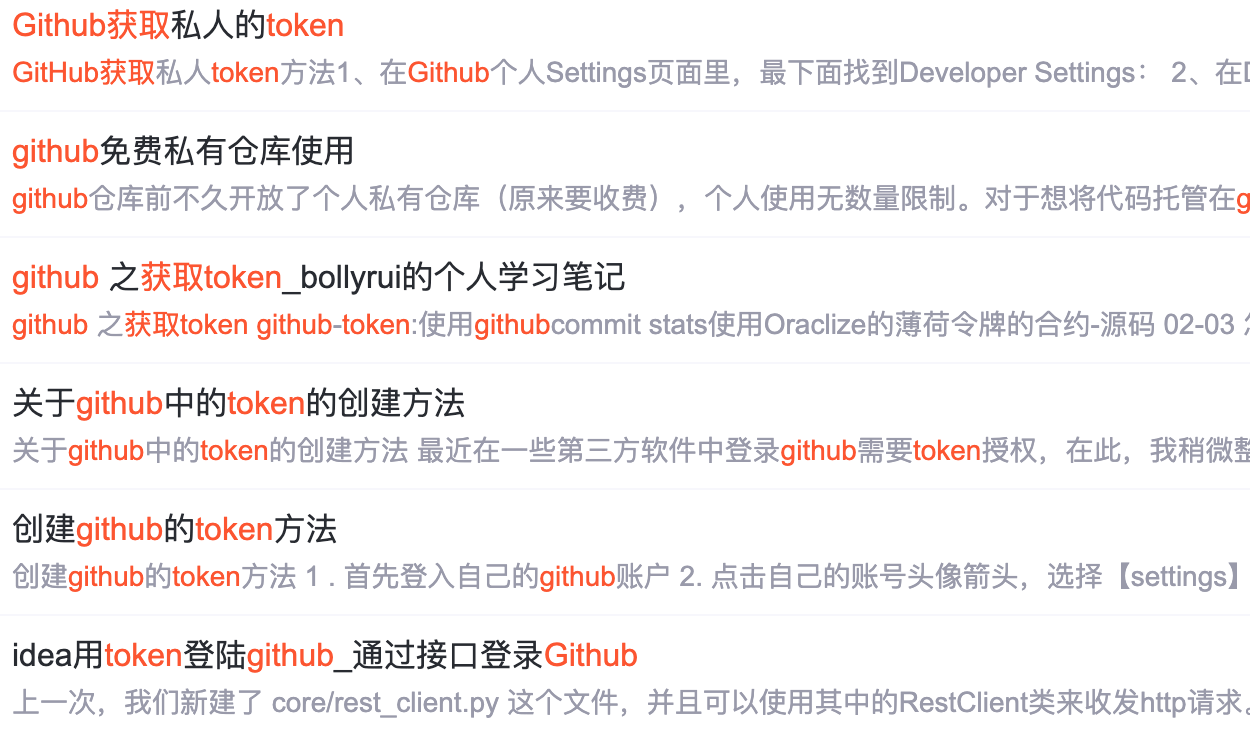 Github获取私人的token
GitHub获取私人token方法1、在Github个人Settings页面里，最下面找到Developer Settings： 2、在D
github免费私有仓库使用
github仓库前不久开放了个人私有仓库（原来要收费），个人使用无数量限制。对于想将代码托管在g
github 之获取token_bollyrui的个人学习笔记
github 之获取token github-token:使用githubcommit stats使用Oraclize的薄荷令牌的合约-源码 02-03
关于github中的token的创建方法
关于github中的token的创建方法 最近在一些第三方软件中登录github需要token授权，在此，我稍微整
创建github的token方法
创建github的token方法 1 . 首先登入自己的github账户 2. 点击自己的账号头像箭头，选择【settings】
idea用token登陆github_通过接口登录Github
上一次，我们新建了 core/rest_client.py 这个文件，并且可以使用其中的RestClient类来收发http请求。